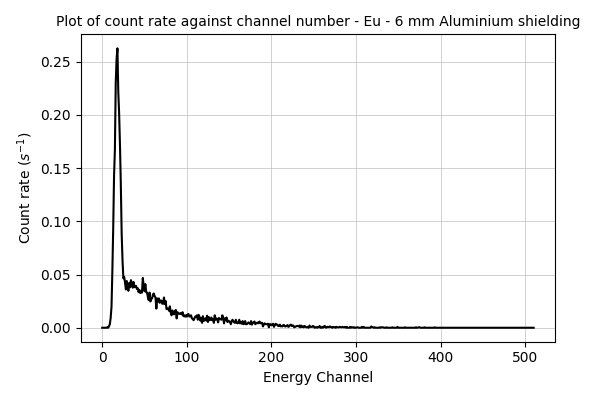 Plot of count rate against channel number - Eu - 6 mm Aluminium shielding
Count rate (s⁻¹)
0.25
0.20
0.15
0.10
0.05
0.00
0 100 200 300 400 500
Energy Channel